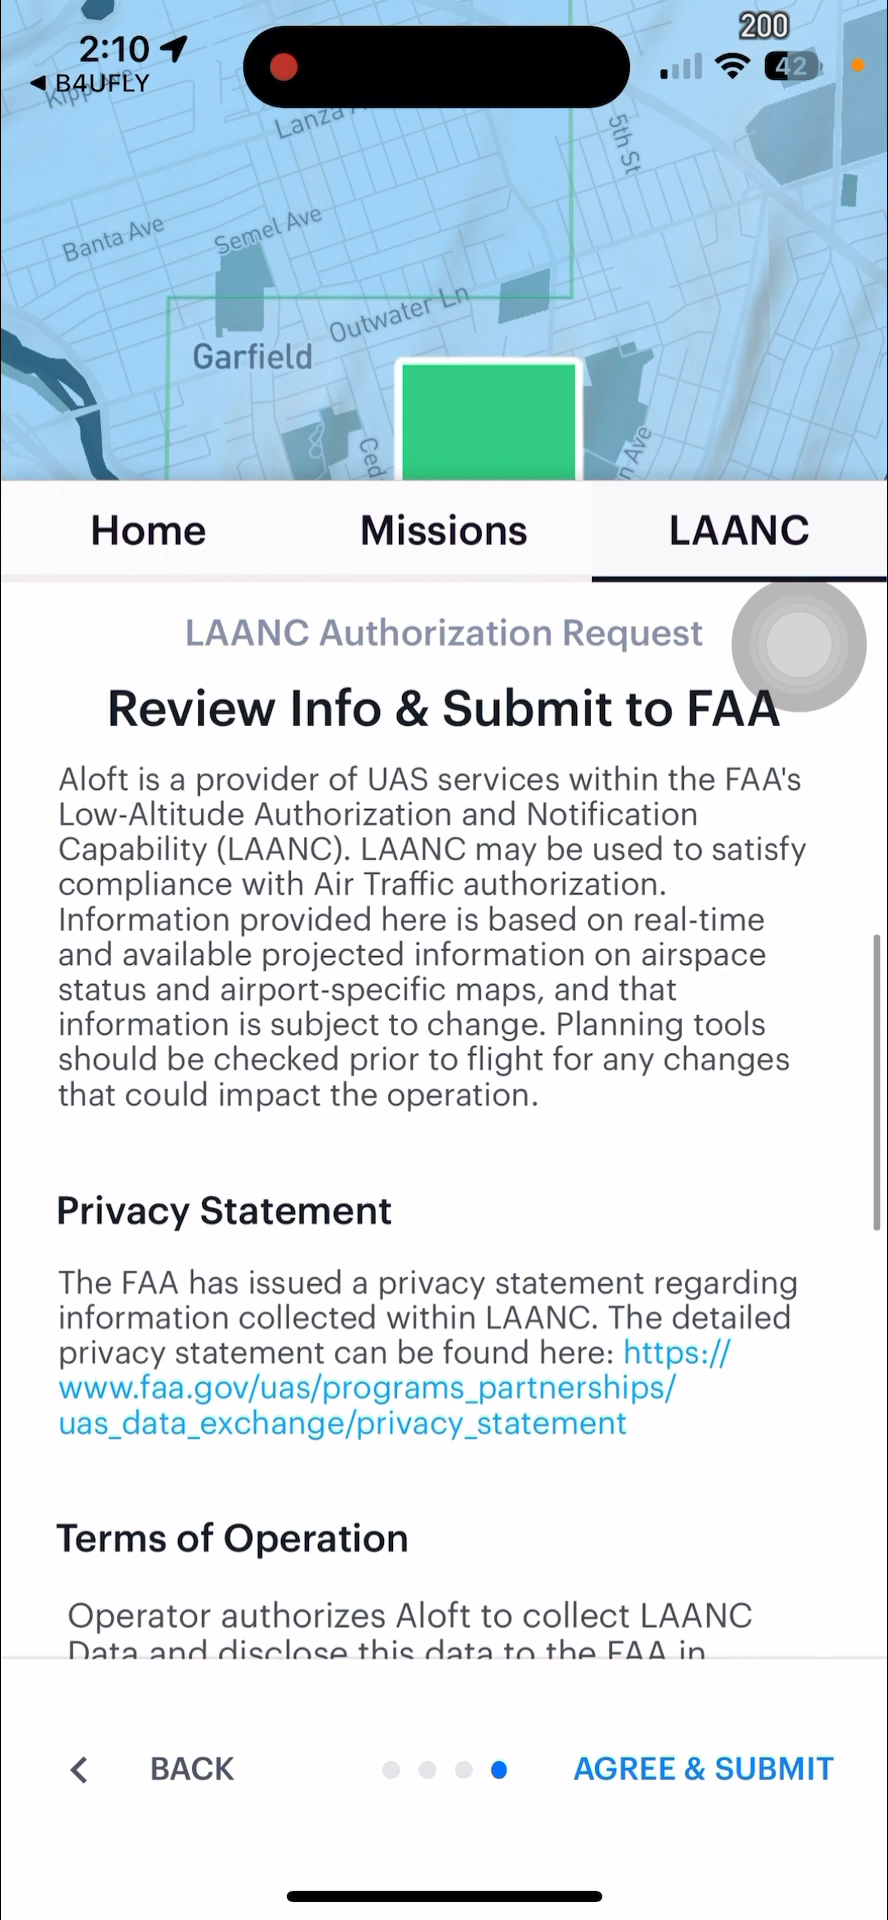 200
2:10
42
B4UFLY
Lanza
5th St
Banta Ave
Semel Ave
Outwater Ln
Garfield
Ave
Home
Missions
LAANC
LAANC Authorization Request
Review Info & Submit to FAA
Aloft is a provider of UAS services within the FAA's
Low-Altitude Authorization and Notification
Capability (LAANC). LAANC may be used to satisfy
compliance with Air Traffic authorization.
Information provided here is based on real-time
and available projected information on airspace
status and airport-specific maps, and that
information is subject to change. Planning tools
should be checked prior to flight for any changes
that could impact the operation.
Privacy Statement
The FAA has issued a privacy statement regarding
information collected within LAANC. The detailed
privacy statement can be found here: https://
www.faa.gov/uas/programs_partnerships/
uas_data_exchange/privacy_statement
Terms of Operation
Operator authorizes Aloft to collect LAANC
Data and disclose this data to the FAA in
BACK
AGREE & SUBMIT